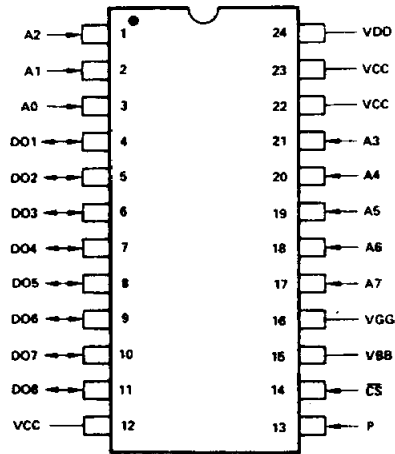 A2 1 24 VDD
A1 2 23 VCC
A0 3 22 VCC
DO1 4 21 A3
DO2 5 20 A4
DO3 6 19 A5
DO4 7 18 A6
DO5 8 17 A7
DO6 9 16 VGG
DO7 10 15 VBB
DO8 11 14 C̅S̅
VCC 12 13 P